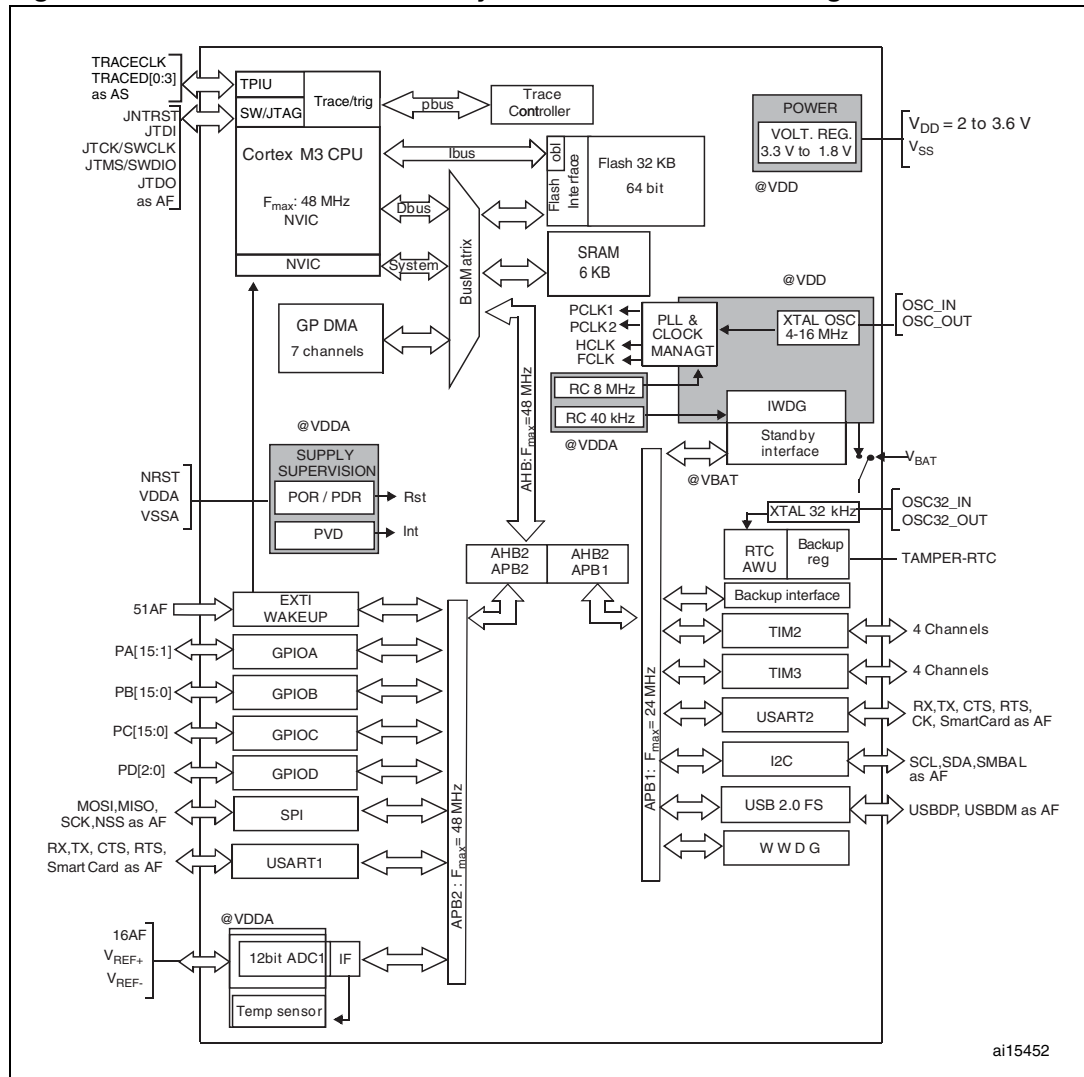 TRACECLK
TRACED[0:3]
as AS
TPIU
SW/JTAG
Trace/trig
pbus
Trace
Controller
JNTRST
JTDI
JTCK/SWCLK
JTMS/SWDIO
JTDO
as AF
Cortex M3 CPU
Fmax: 48 MHz
NVIC
NVIC
Ibus
Dbus
System
BusMatrix
obl
Flash
Interface
Flash 32 KB
64 bit
SRAM
6 KB
POWER
VOLT. REG.
3.3 V to 1.8 V
@VDD
VDD = 2 to 3.6 V
VSS
GP DMA
7 channels
AHB: Fmax=48 MHz
@VDD
PCLK1
PCLK2
HCLK
FCLK
PLL &
CLOCK
MANAGT
XTAL OSC
4-16 MHz
OSC_IN
OSC_OUT
RC 8 MHz
RC 40 kHz
@VDDA
IWDG
Standby
interface
@VBAT
VBAT
@VDDA
SUPPLY
SUPERVISION
POR / PDR
PVD
Rst
Int
NRST
VDDA
VSSA
XTAL 32 kHz
OSC32_IN
OSC32_OUT
RTC
AWU
Backup
reg
TAMPER-RTC
Backup interface
AHB2
APB2
AHB2
APB1
51AF
EXTI
WAKEUP
PA[15:1]
GPIOA
PB[15:0]
GPIOB
PC[15:0]
GPIOC
PD[2:0]
GPIOD
MOSI,MISO,
SCK,NSS as AF
SPI
RX,TX, CTS, RTS,
SmartCard as AF
USART1
APB2 : Fmax= 48 MHz
APB1: Fmax= 24 MHz
TIM2
4 Channels
TIM3
4 Channels
USART2
RX,TX, CTS, RTS,
CK, SmartCard as AF
I2C
SCL,SDA,SMBAL
as AF
USB 2.0 FS
USBDP, USBDM as AF
WWDG
@VDDA
16AF
VREF+
VREF-
12bit ADC1
IF
Temp sensor
ai15452